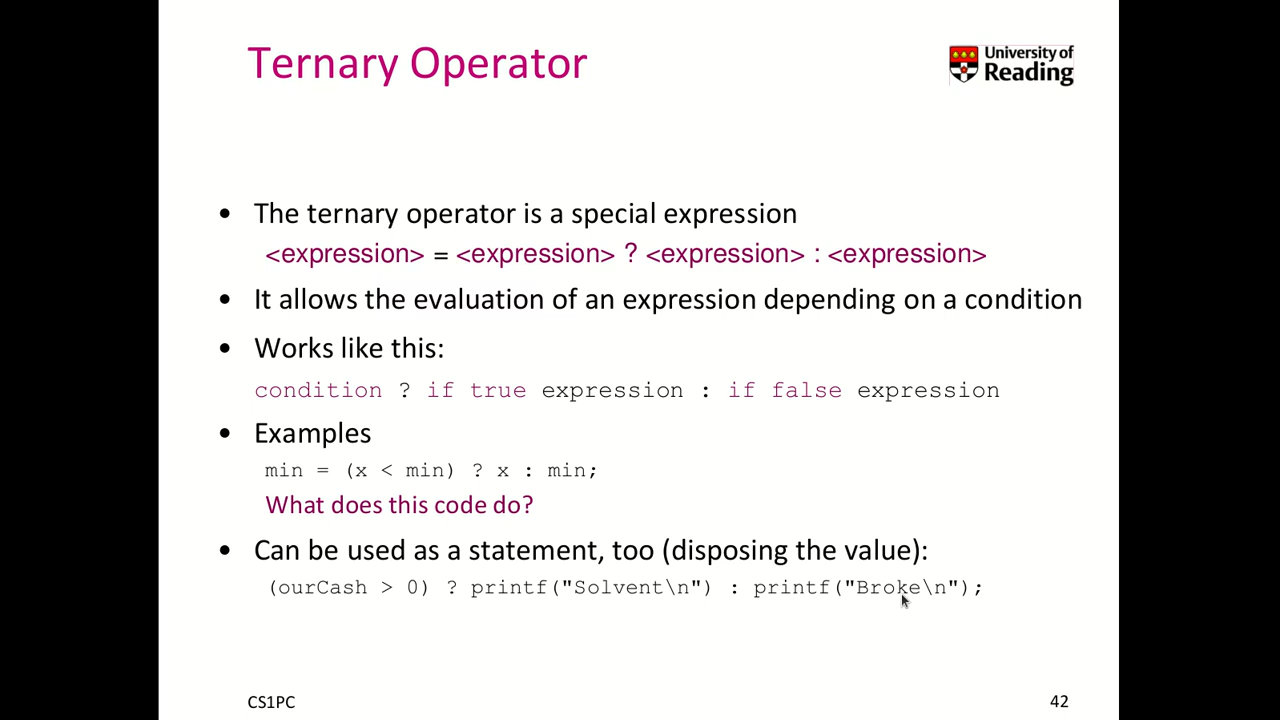 Ternary Operator
University of
Reading
• The ternary operator is a special expression
<expression> = <expression> ? <expression> : <expression>
• It allows the evaluation of an expression depending on a condition
• Works like this:
condition ? if true expression : if false expression
• Examples
min = (x < min) ? x : min;
What does this code do?
• Can be used as a statement, too (disposing the value):
(ourCash > 0) ? printf("Solvent\n") : printf("Broke\n");
CS1PC
42